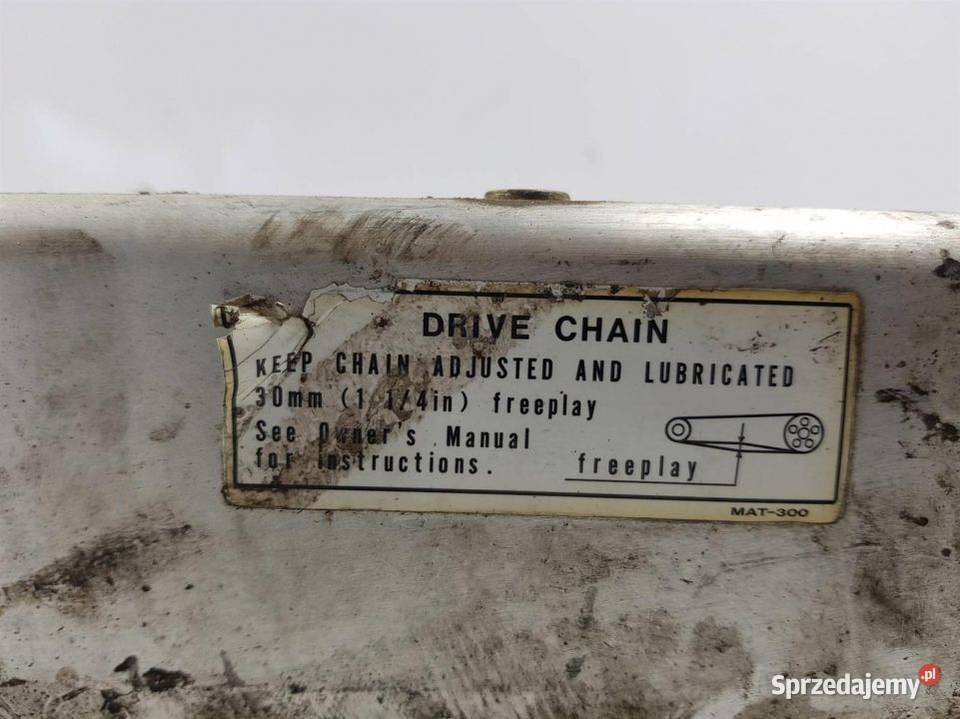 DRIVE CHAIN
KEEP CHAIN ADJUSTED AND LUBRICATED
30mm (1 1/4in) freeplay
See Owner's Manual
for instructions.
freeplay
MAT-300
Sprzedajemy.pl